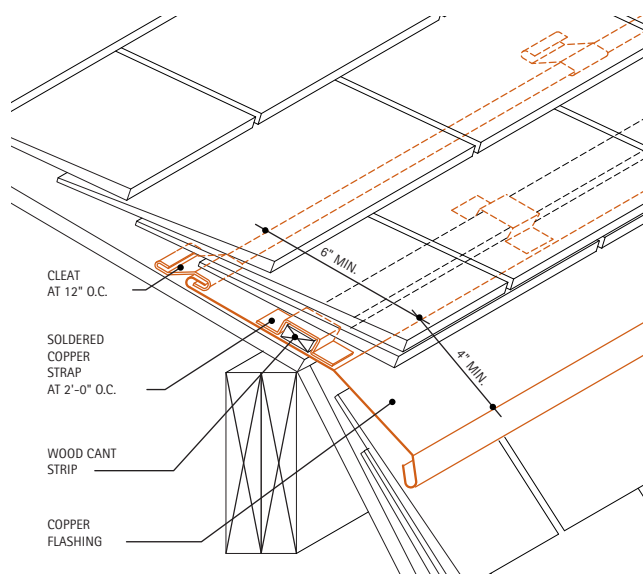 6" MIN.
CLEAT
AT 12" O.C.
SOLDERED
COPPER
STRAP
AT 2'-0" O.C.
4" MIN.
WOOD CANT
STRIP
COPPER
FLASHING